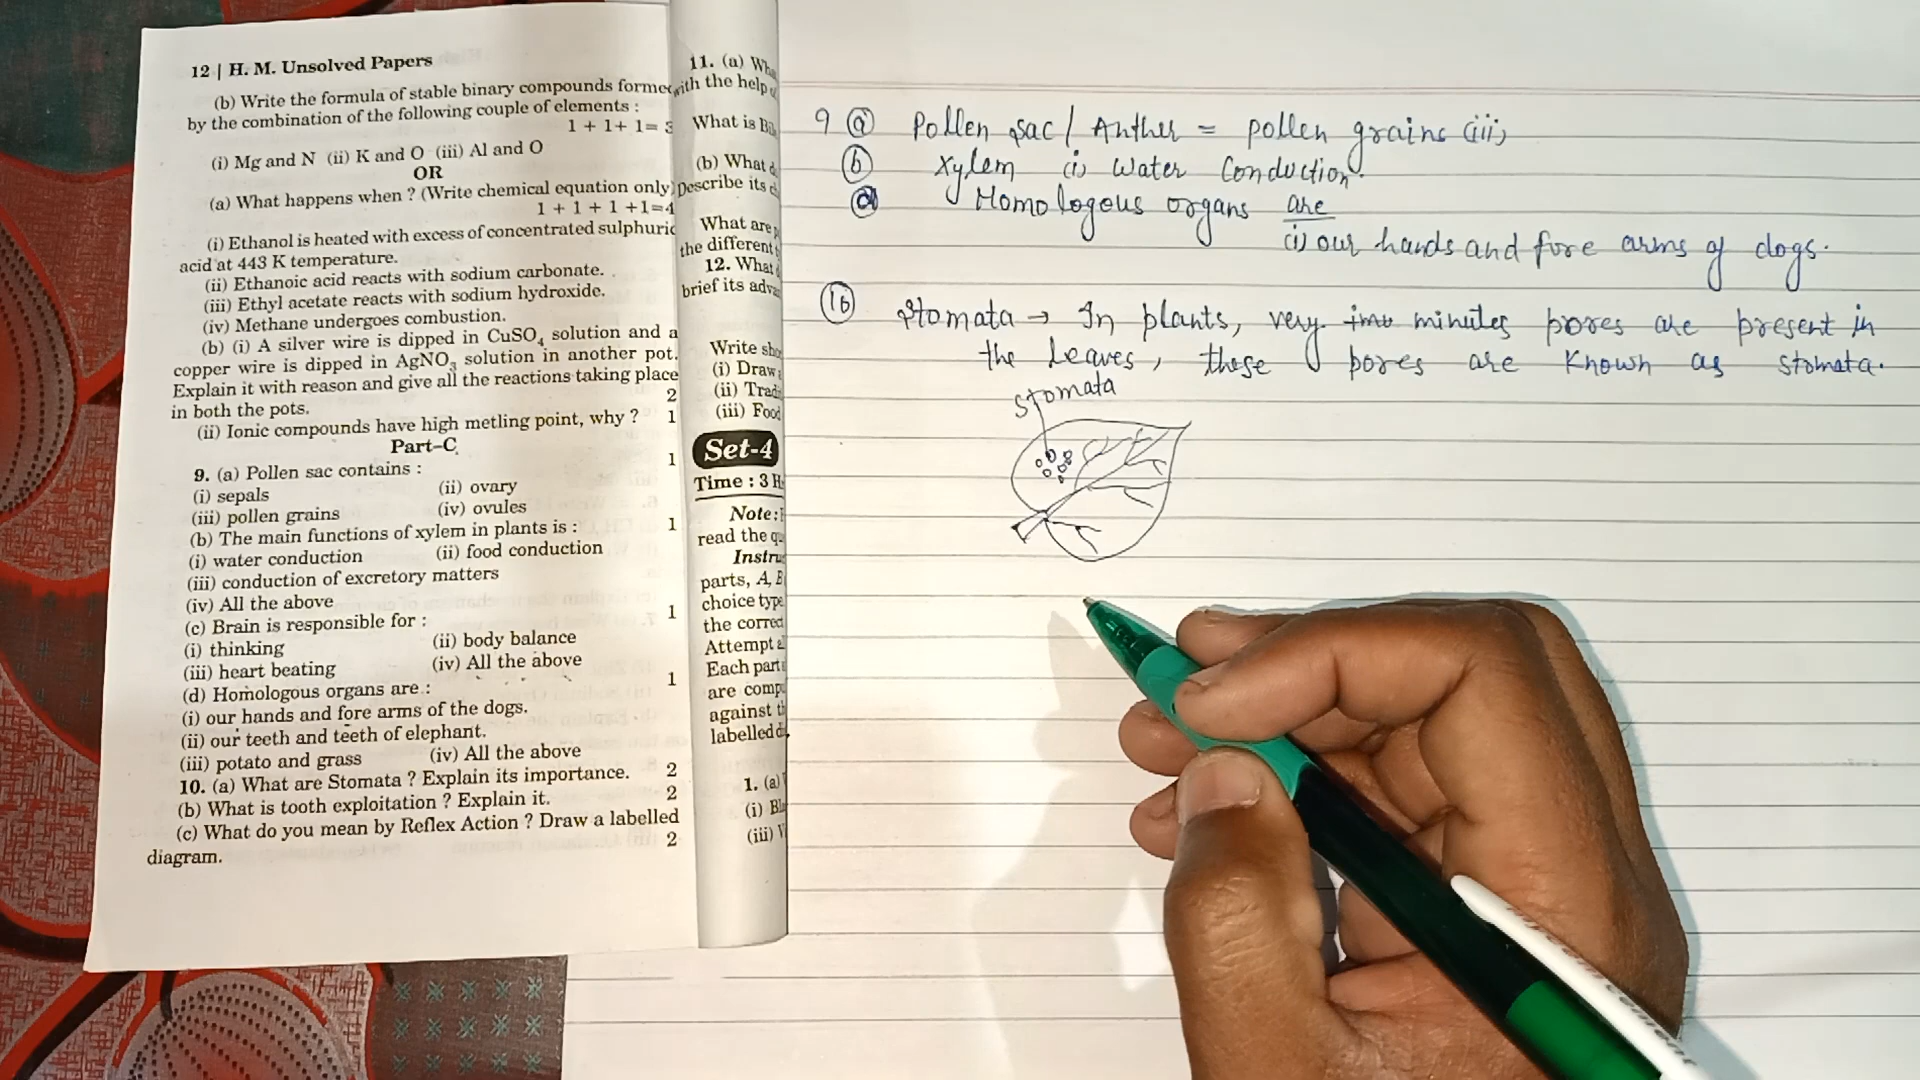 12 | H. M. Unsolved Papers
(b) Write the formula of stable binary compounds forme
by the combination of the following couple of elements :
1 + 1+ 1= 3
(i) Mg and N (ii) K and O (iii) Al and O
OR
(a) What happens when ? (Write chemical equation only)
1 + 1 + 1 +1=4
(i) Ethanol is heated with excess of concentrated sulphuric
acid at 443 K temperature.
(ii) Ethanoic acid reacts with sodium carbonate.
(iii) Ethyl acetate reacts with sodium hydroxide.
(iv) Methane undergoes combustion.
(b) (i) A silver wire is dipped in CuSO₄ solution and a
copper wire is dipped in AgNO₃ solution in another pot.
Explain it with reason and give all the reactions taking place
in both the pots. 2
(ii) Ionic compounds have high metling point, why ? 1
Part–C
9. (a) Pollen sac contains : 1
(i) sepals (ii) ovary
(iii) pollen grains (iv) ovules
(b) The main functions of xylem in plants is : 1
(i) water conduction (ii) food conduction
(iii) conduction of excretory matters
(iv) All the above
(c) Brain is responsible for : 1
(i) thinking (ii) body balance
(iii) heart beating (iv) All the above
(d) Homologous organs are : 1
(i) our hands and fore arms of the dogs.
(ii) our teeth and teeth of elephant.
(iii) potato and grass (iv) All the above
10. (a) What are Stomata ? Explain its importance. 2
(b) What is tooth exploitation ? Explain it. 2
(c) What do you mean by Reflex Action ? Draw a labelled
diagram. 2
11. (a)
with the help
What is
(b) What
Describe its
What are
the different
12. What
brief its
Write
(i) Draw
(ii)
(iii) Food
Set-4
Time : 3
Note:
read the
parts, A,
choice type
the correct
Attempt
Each part
are
against
labelled
1. (a)
(i)
(iii)
9 (a) Pollen sac / Anther = pollen grains (iii)
(b) Xylem (i) Water Conduction.
(d) Homologous organs are
(i) our hands and fore arms of dogs.
(10) Stomata → In plants, very minutes pores are present in
the Leaves, these pores are Known as stomata.
Stomata